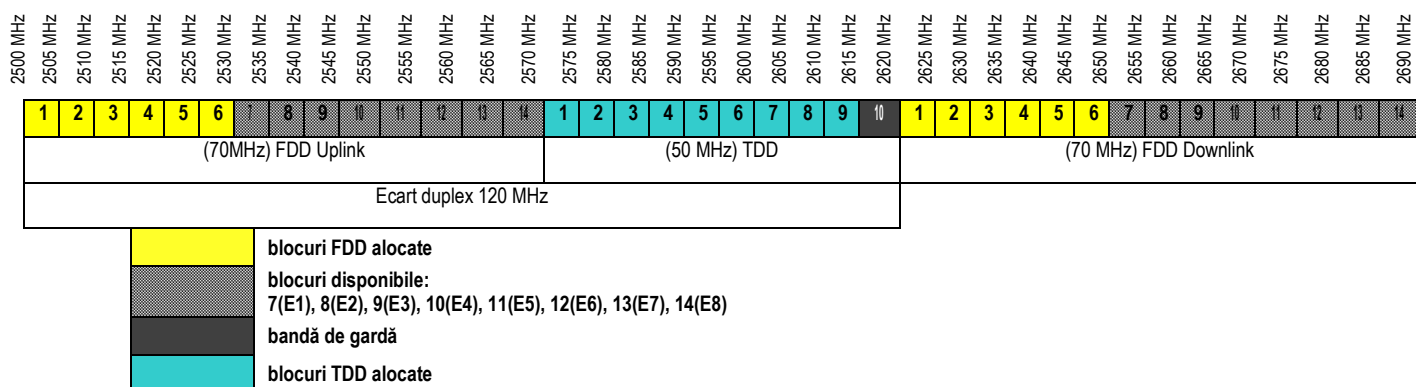 2500 MHz 2505 MHz 2510 MHz 2515 MHz 2520 MHz 2525 MHz 2530 MHz 2535 MHz 2540 MHz 2545 MHz 2550 MHz 2555 MHz 2560 MHz 2565 MHz 2570 MHz 2575 MHz 2580 MHz 2585 MHz 2590 MHz 2595 MHz 2600 MHz 2605 MHz 2610 MHz 2615 MHz 2620 MHz 2625 MHz 2630 MHz 2635 MHz 2640 MHz 2645 MHz 2650 MHz 2655 MHz 2660 MHz 2665 MHz 2670 MHz 2675 MHz 2680 MHz 2685 MHz 2690 MHz
1 2 3 4 5 6 7 8 9 10 11 12 13 14 1 2 3 4 5 6 7 8 9 10 1 2 3 4 5 6 7 8 9 10 11 12 13 14
(70MHz) FDD Uplink (50 MHz) TDD (70 MHz) FDD Downlink
Ecart duplex 120 MHz
blocuri FDD alocate
blocuri disponibile:
7(E1), 8(E2), 9(E3), 10(E4), 11(E5), 12(E6), 13(E7), 14(E8)
bandă de gardă
blocuri TDD alocate